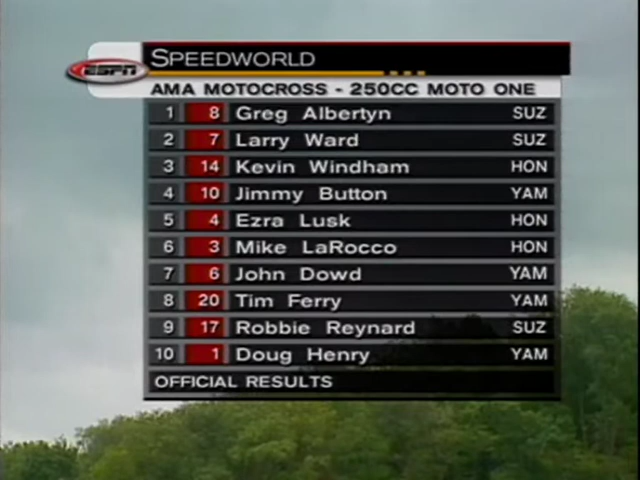 ESPN
SPEEDWORLD
AMA MOTOCROSS - 250CC MOTO ONE
1 8 Greg Albertyn SUZ
2 7 Larry Ward SUZ
3 14 Kevin Windham HON
4 10 Jimmy Button YAM
5 4 Ezra Lusk HON
6 3 Mike LaRocco HON
7 6 John Dowd YAM
8 20 Tim Ferry YAM
9 17 Robbie Reynard SUZ
10 1 Doug Henry YAM
OFFICIAL RESULTS